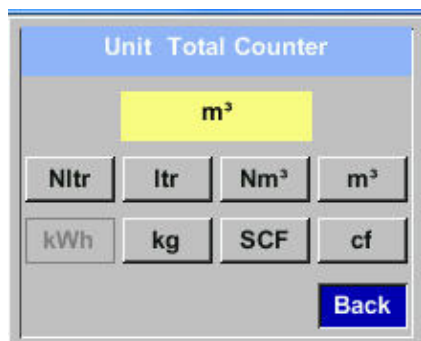 Unit Total Counter
m³
Nltr ltr Nm³ m³
kWh kg SCF cf
Back